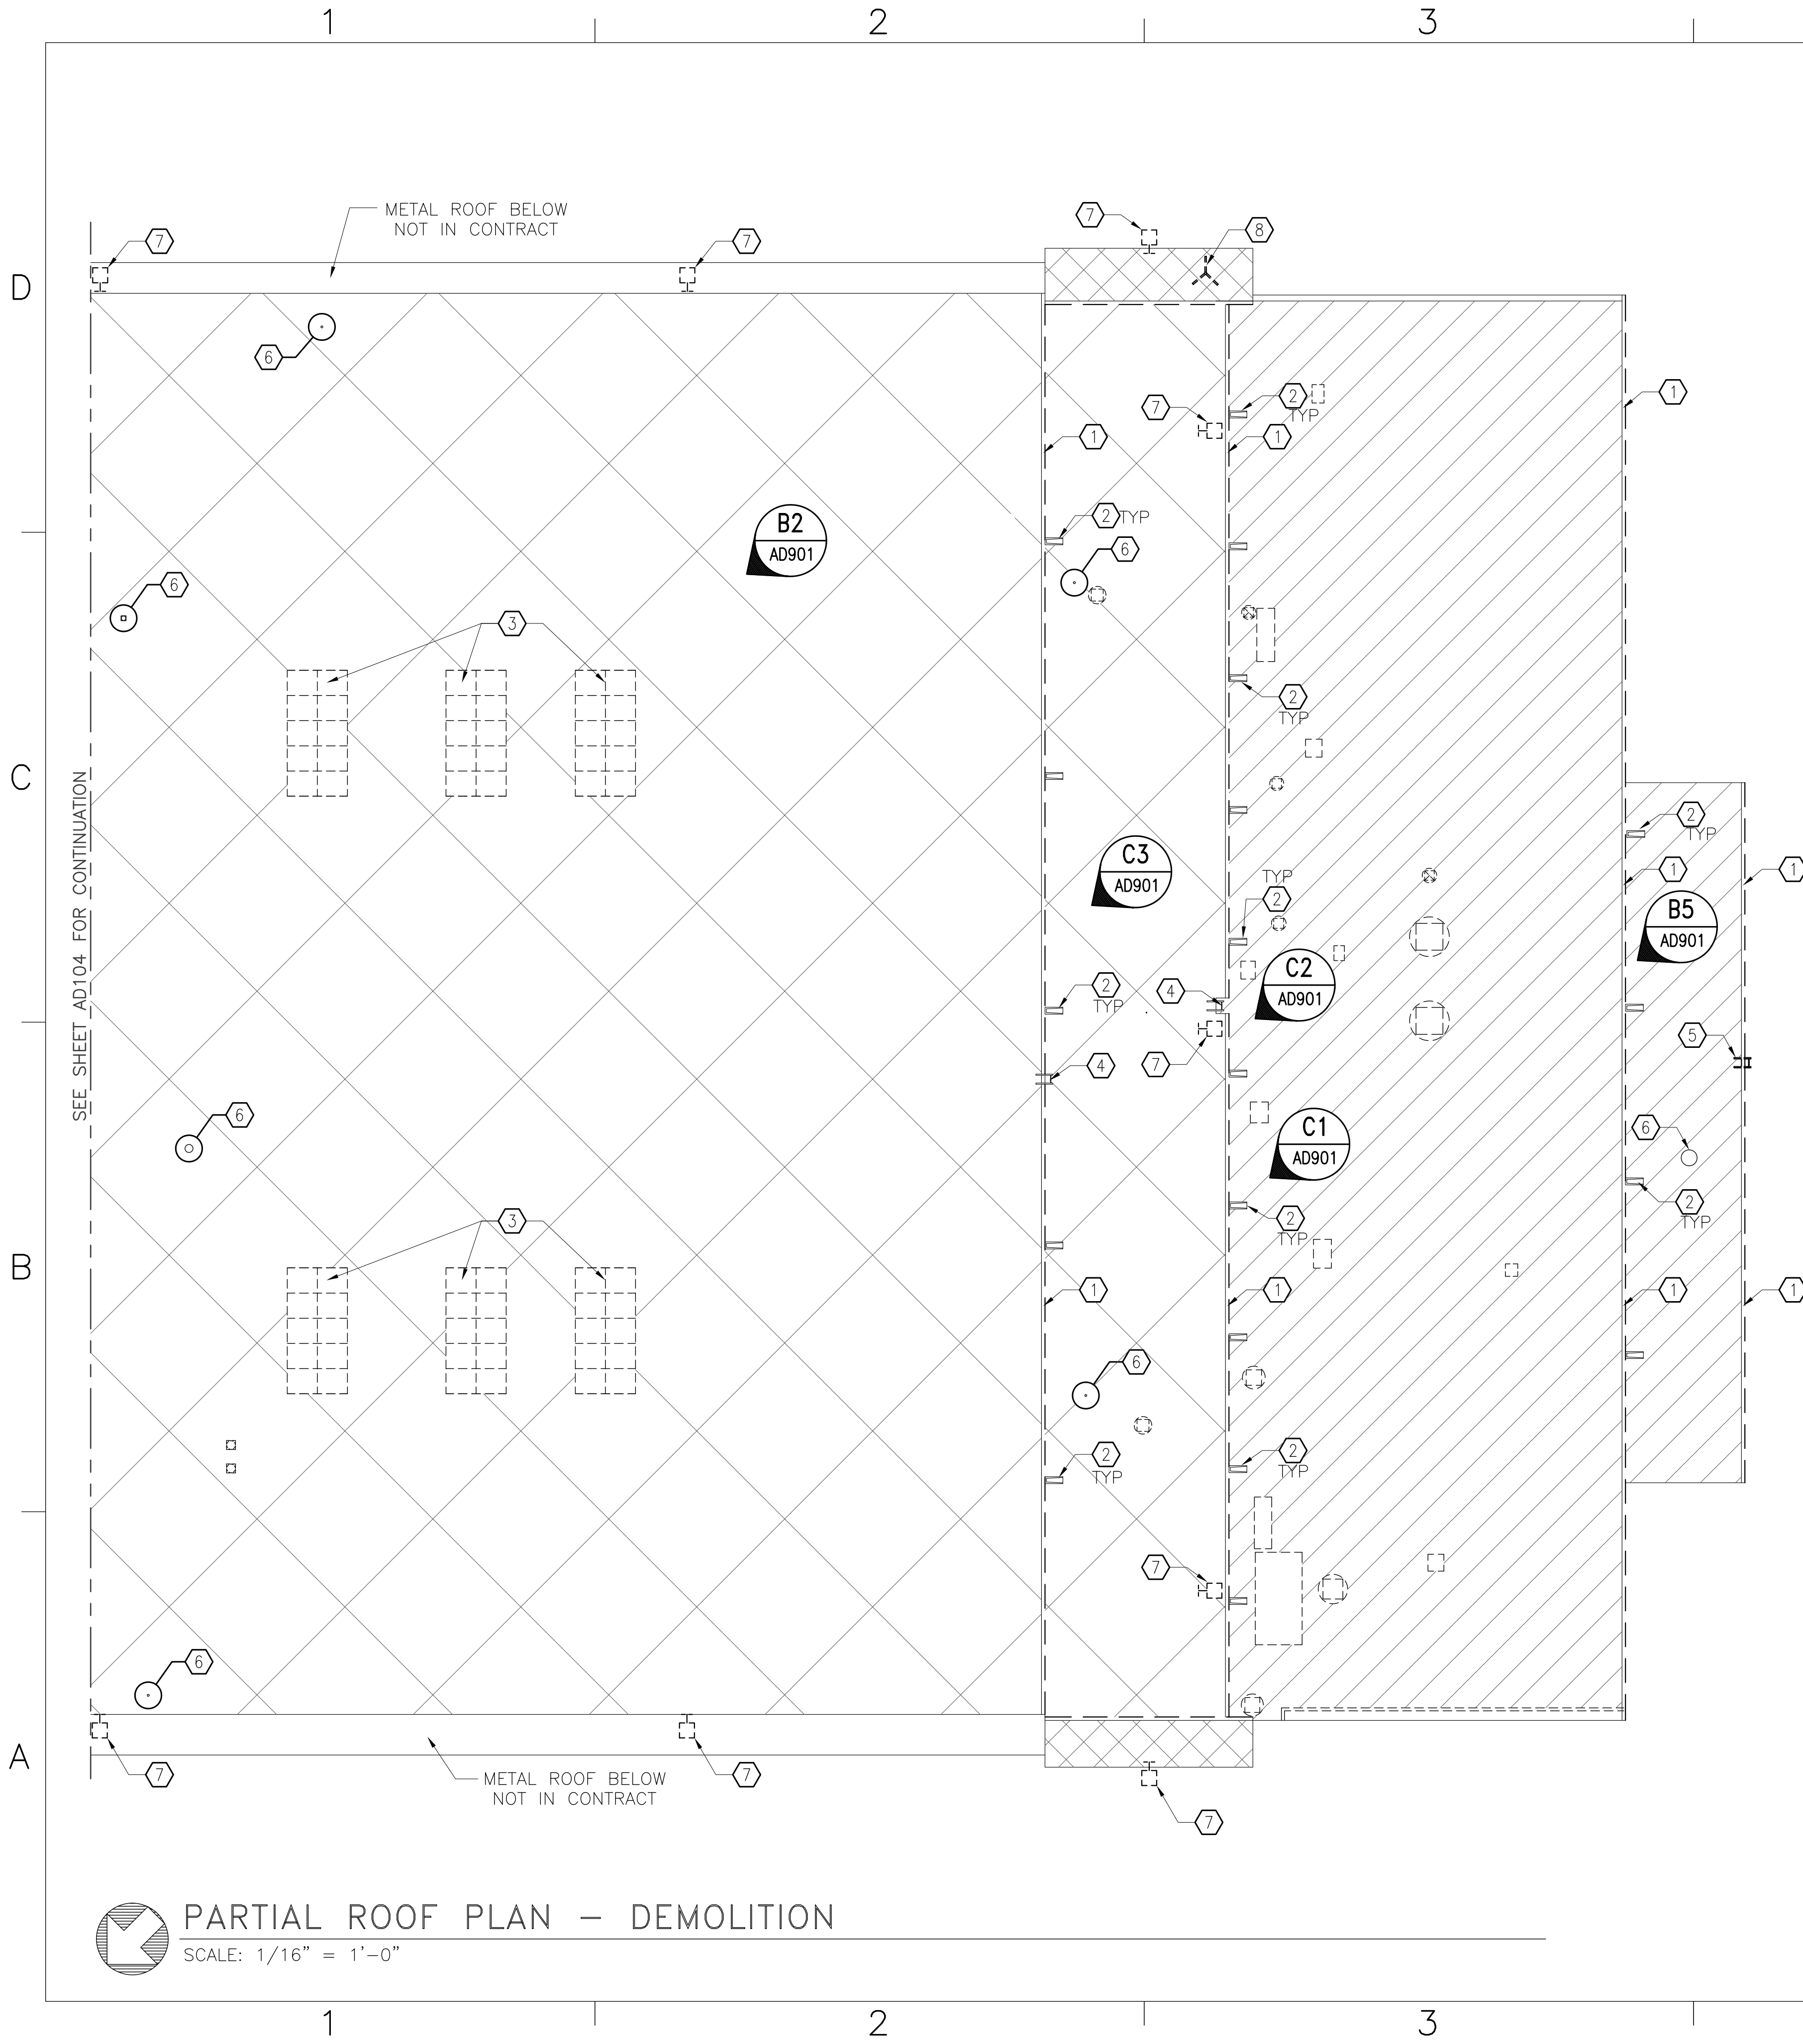 1
2
3
METAL ROOF BELOW
NOT IN CONTRACT
7
7
7
8
D
6
1
2
TYP
7
1
1
2 TYP
B2
AD901
6
6
3
2
TYP
C
SEE SHEET AD104 FOR CONTINUATION
2
TYP
C3
AD901
1
1
TYP
2
B5
AD901
C2
AD901
2
TYP
4
5
4
7
6
6
C1
AD901
2
TYP
3
2
TYP
B
1
1
1
1
6
2
TYP
2
TYP
7
6
A
7
7
METAL ROOF BELOW
NOT IN CONTRACT
7
PARTIAL ROOF PLAN – DEMOLITION
SCALE: 1/16" = 1'-0"
1
2
3